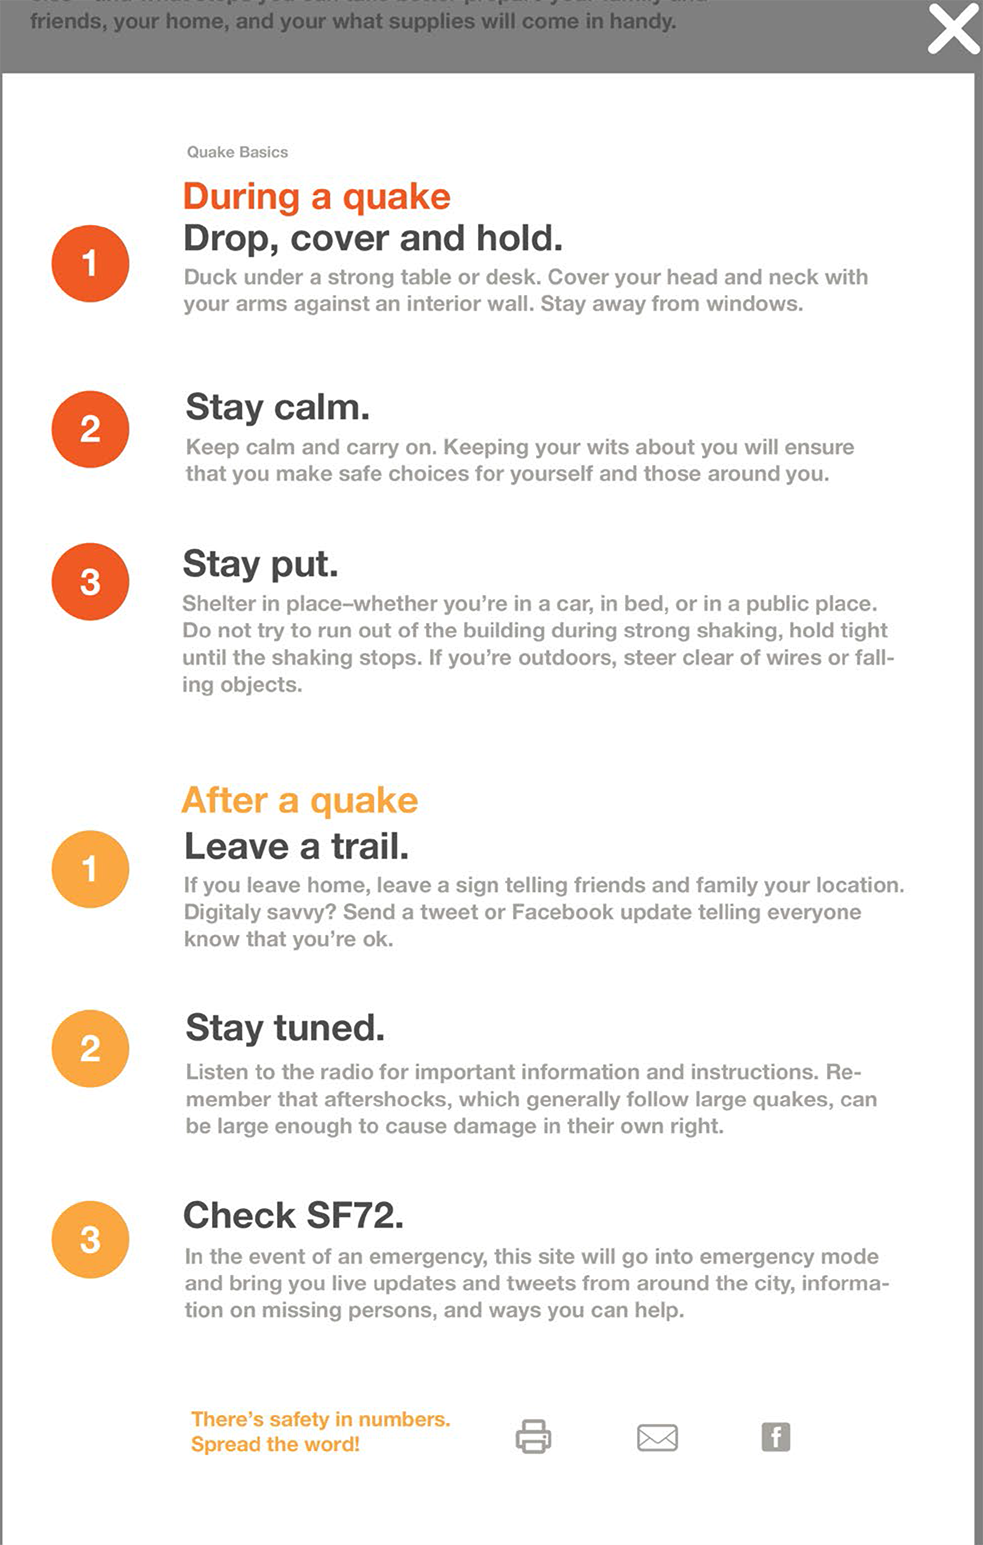 friends, your home, and your what supplies will come in handy.
Quake Basics
During a quake
1
Drop, cover and hold.
Duck under a strong table or desk. Cover your head and neck with
your arms against an interior wall. Stay away from windows.
2
Stay calm.
Keep calm and carry on. Keeping your wits about you will ensure
that you make safe choices for yourself and those around you.
3
Stay put.
Shelter in place–whether you're in a car, in bed, or in a public place.
Do not try to run out of the building during strong shaking, hold tight
until the shaking stops. If you're outdoors, steer clear of wires or fall-
ing objects.
After a quake
1
Leave a trail.
If you leave home, leave a sign telling friends and family your location.
Digitaly savvy? Send a tweet or Facebook update telling everyone
know that you're ok.
2
Stay tuned.
Listen to the radio for important information and instructions. Re-
member that aftershocks, which generally follow large quakes, can
be large enough to cause damage in their own right.
3
Check SF72.
In the event of an emergency, this site will go into emergency mode
and bring you live updates and tweets from around the city, informa-
tion on missing persons, and ways you can help.
There's safety in numbers.
Spread the word!